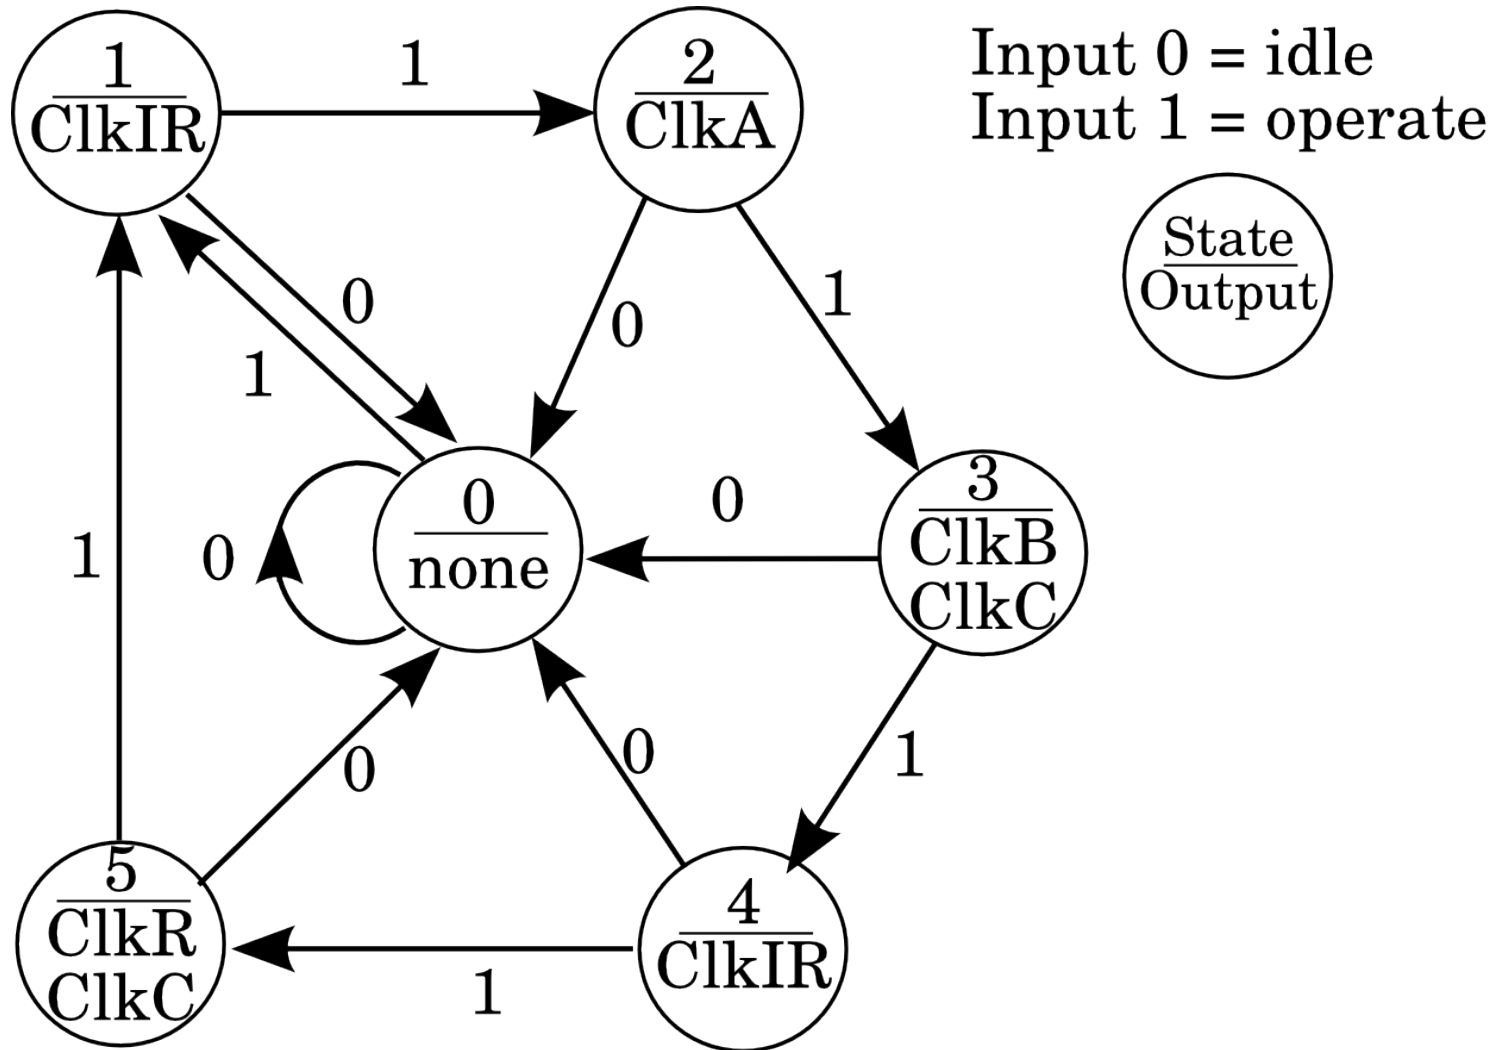 1
ClkIR
1
2
ClkA
Input 0 = idle
Input 1 = operate
State
Output
0
1
0
1
0
none
0
0
3
ClkB
ClkC
1
0
0
1
5
ClkR
ClkC
4
ClkIR
1